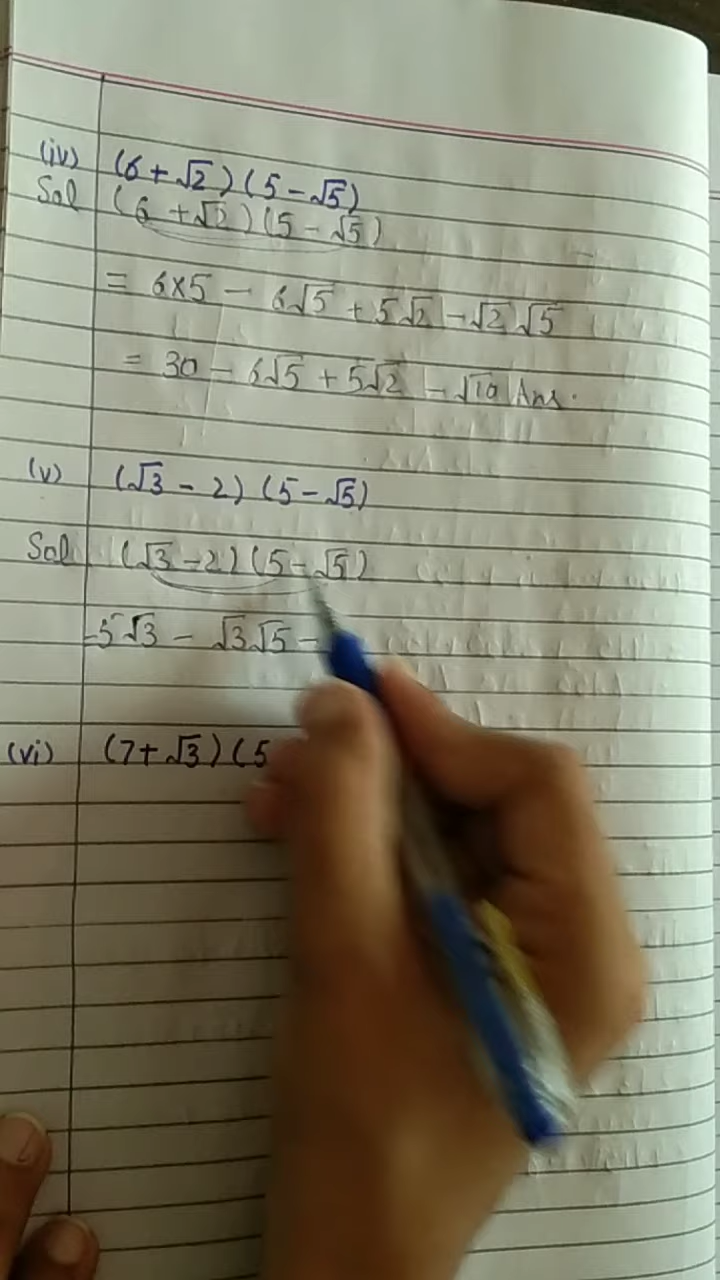 (iv) (6 + √2) (5 - √5)
Sol (6 + √2) (5 - √5)
= 6×5 - 6√5 + 5√2 - √2 √5
= 30 - 6√5 + 5√2 - √10 Ans.
(v) (√3 - 2) (5 - √5)
Sol (√3 - 2) (5 - √5)
5√3 - √3 √5 -
(vi) (7 + √3) (5